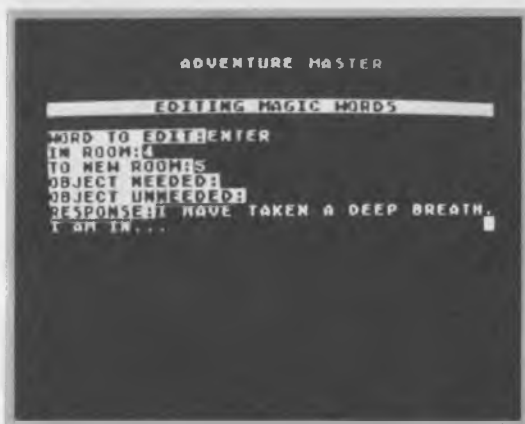 ADVENTURE MASTER
EDITING MAGIC WORDS
WORD TO EDIT:ENTER
IN ROOM:4
TO NEW ROOM:5
OBJECT NEEDED:
OBJECT UNNEEDED:
RESPONSE:I HAVE TAKEN A DEEP BREATH.
I AM IN...